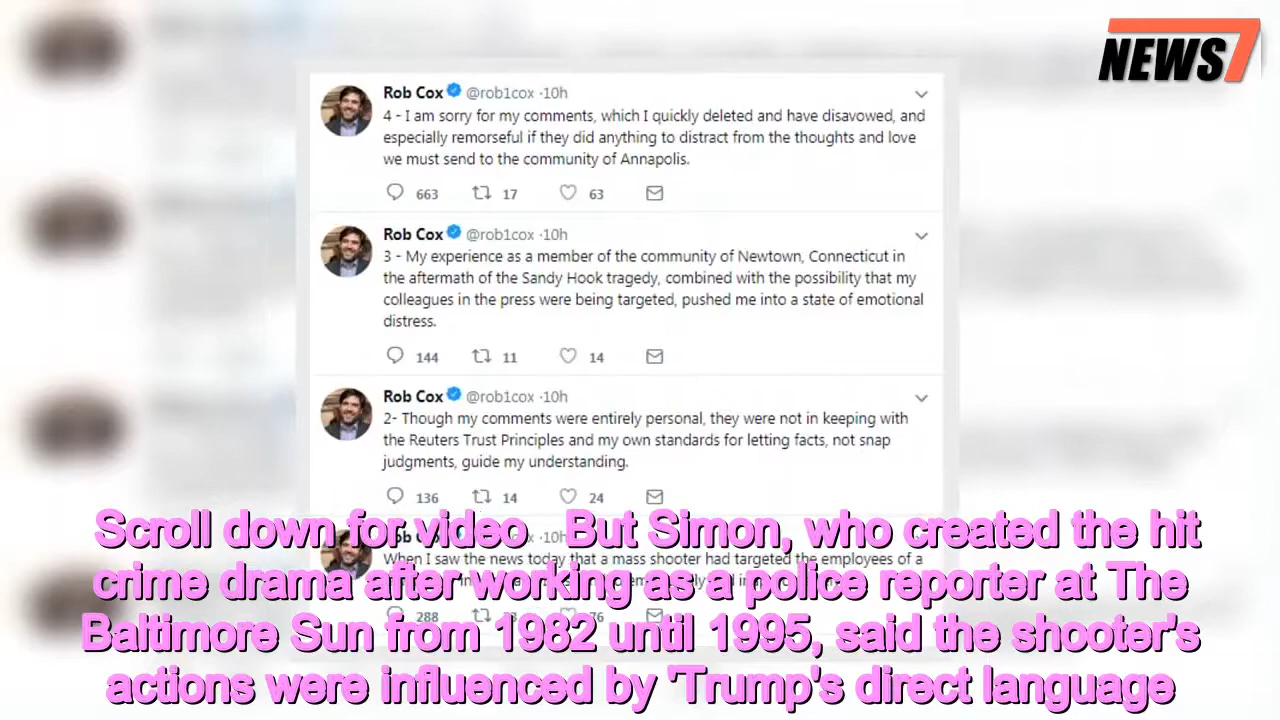 NEWS7
Rob Cox @rob1cox ·10h
4 - I am sorry for my comments, which I quickly deleted and have disavowed, and
especially remorseful if they did anything to distract from the thoughts and love
we must send to the community of Annapolis.
663 17 63
Rob Cox @rob1cox ·10h
3 - My experience as a member of the community of Newtown, Connecticut in
the aftermath of the Sandy Hook tragedy, combined with the possibility that my
colleagues in the press were being targeted, pushed me into a state of emotional
distress.
144 11 14
Rob Cox @rob1cox ·10h
2- Though my comments were entirely personal, they were not in keeping with
the Reuters Trust Principles and my own standards for letting facts, not snap
judgments, guide my understanding.
136 14 24
When I saw the news today that a mass shooter had targeted the employees of a
288
Scroll down for video But Simon, who created the hit
crime drama after working as a police reporter at The
Baltimore Sun from 1982 until 1995, said the shooter's
actions were influenced by 'Trump's direct language